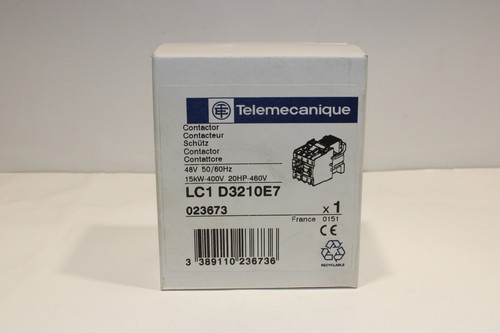 Telemecanique
Contactor
Contacteur
Schütz
Contactor
Contattore
48V 50/60Hz
15kW-400V 20HP-460V
LC1 D3210E7
023673
x 1
France 0151
CE
3 389110 236736
RECYCLABLE